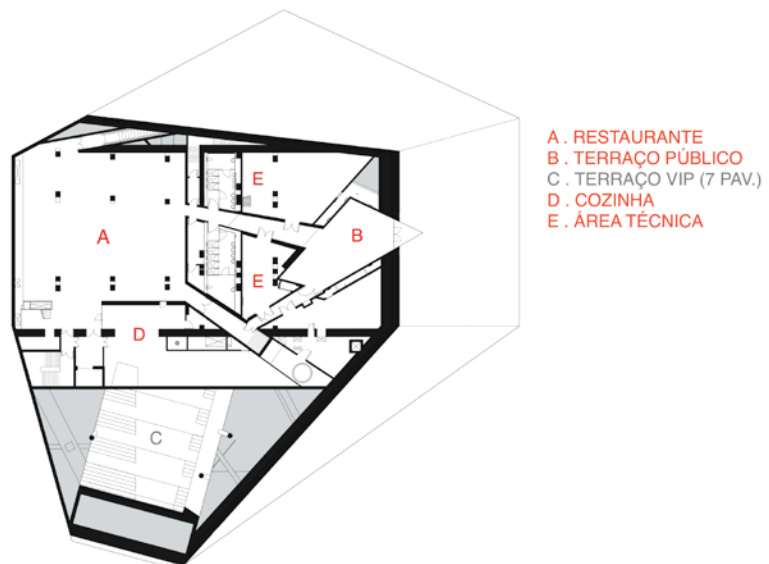 A . RESTAURANTE
B . TERRAÇO PÚBLICO
C . TERRAÇO VIP (7 PAV.)
D . COZINHA
E . ÁREA TÉCNICA
E
A
B
E
D
C